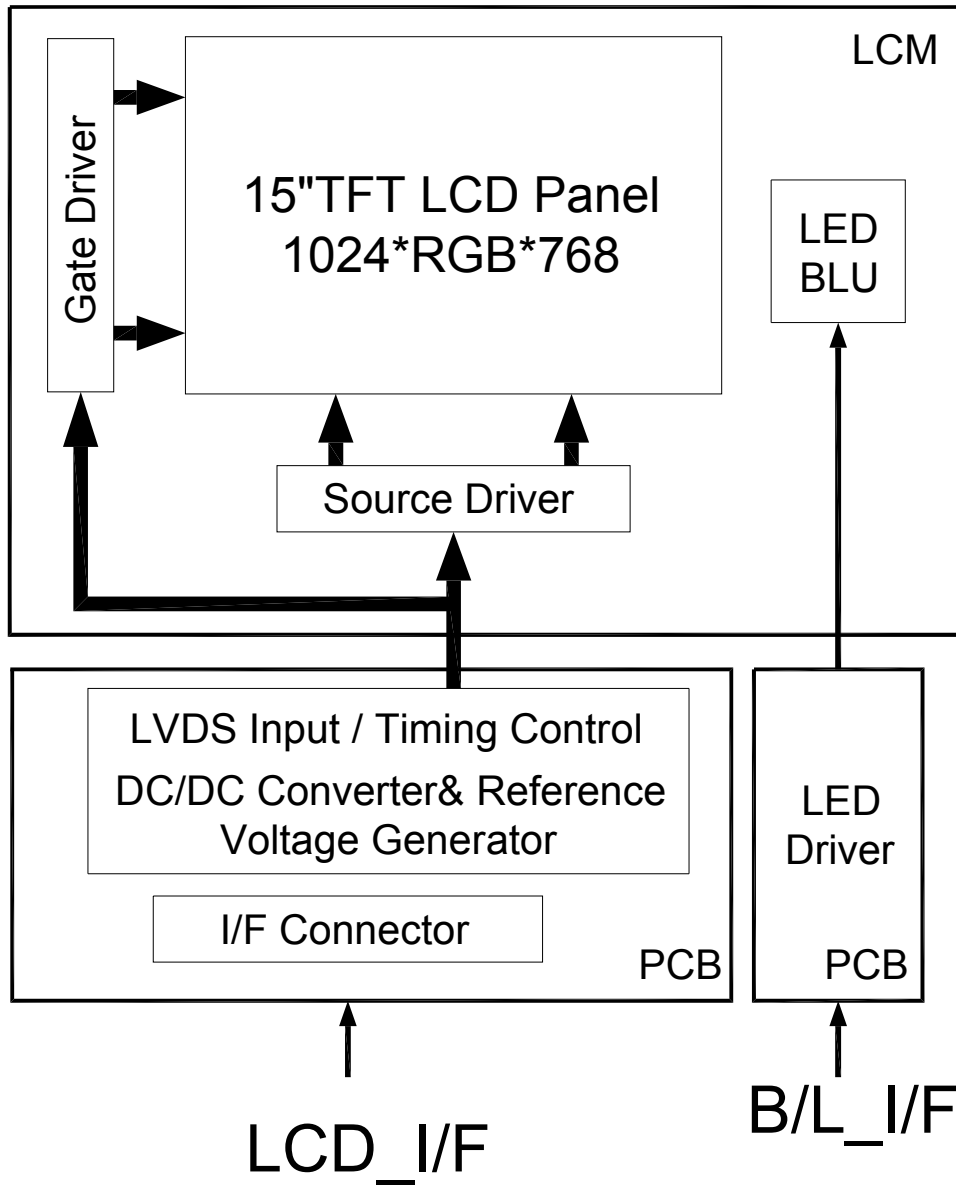 LCM
Gate Driver
15"TFT LCD Panel
1024*RGB*768
LED
BLU
Source Driver
LVDS Input / Timing Control
DC/DC Converter& Reference
Voltage Generator
I/F Connector
PCB
LED
Driver
PCB
LCD_I/F
B/L_I/F